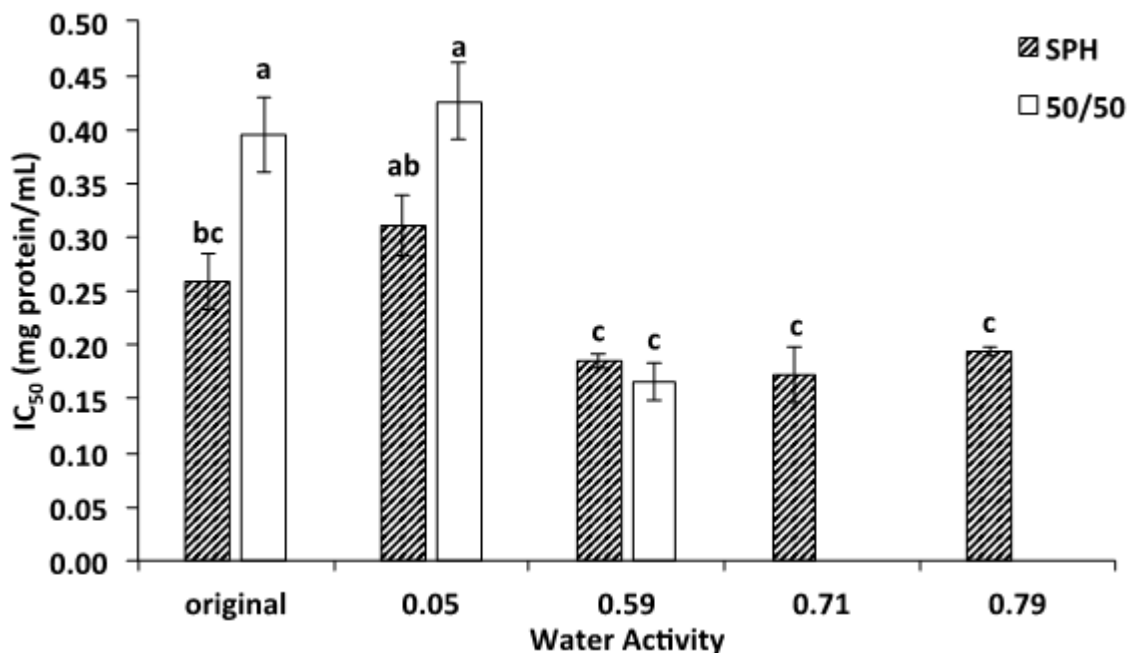 IC50 (mg protein/mL)
0.50
0.45
0.40
0.35
0.30
0.25
0.20
0.15
0.10
0.05
0.00
bc
a
ab
a
c
c
c
c
SPH
50/50
original
0.05
0.59
0.71
0.79
Water Activity